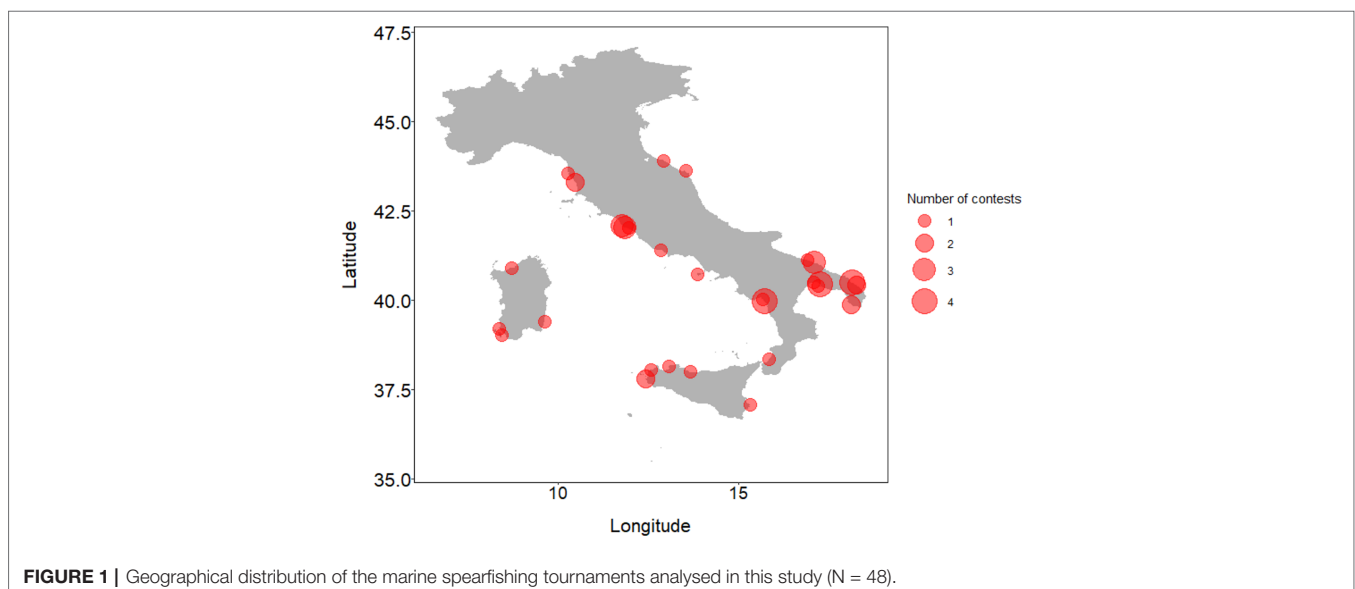 47.5
45.0
42.5
40.0
37.5
35.0
Latitude
10 15
Longitude
Number of contests
1
2
3
4
FIGURE 1 | Geographical distribution of the marine spearfishing tournaments analysed in this study (N = 48).